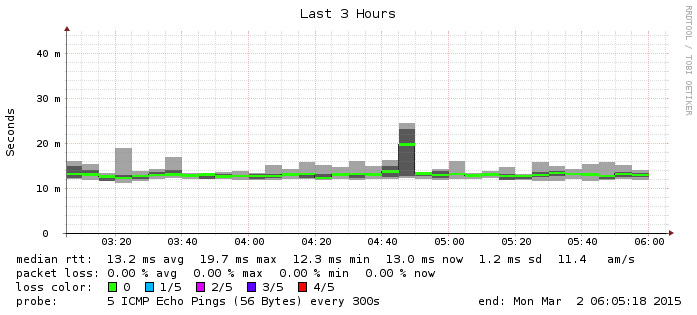 Last 3 Hours
RRDTOOL / TOBI OETIKER
Seconds
40 m
30 m
20 m
10 m
0
03:20 03:40 04:00 04:20 04:40 05:00 05:20 05:40 06:00
median rtt: 13.2 ms avg 19.7 ms max 12.3 ms min 13.0 ms now 1.2 ms sd 11.4 am/s
packet loss: 0.00 % avg 0.00 % max 0.00 % min 0.00 % now
loss color: 0 1/5 2/5 3/5 4/5
probe: 5 ICMP Echo Pings (56 Bytes) every 300s end: Mon Mar 2 06:05:18 2015